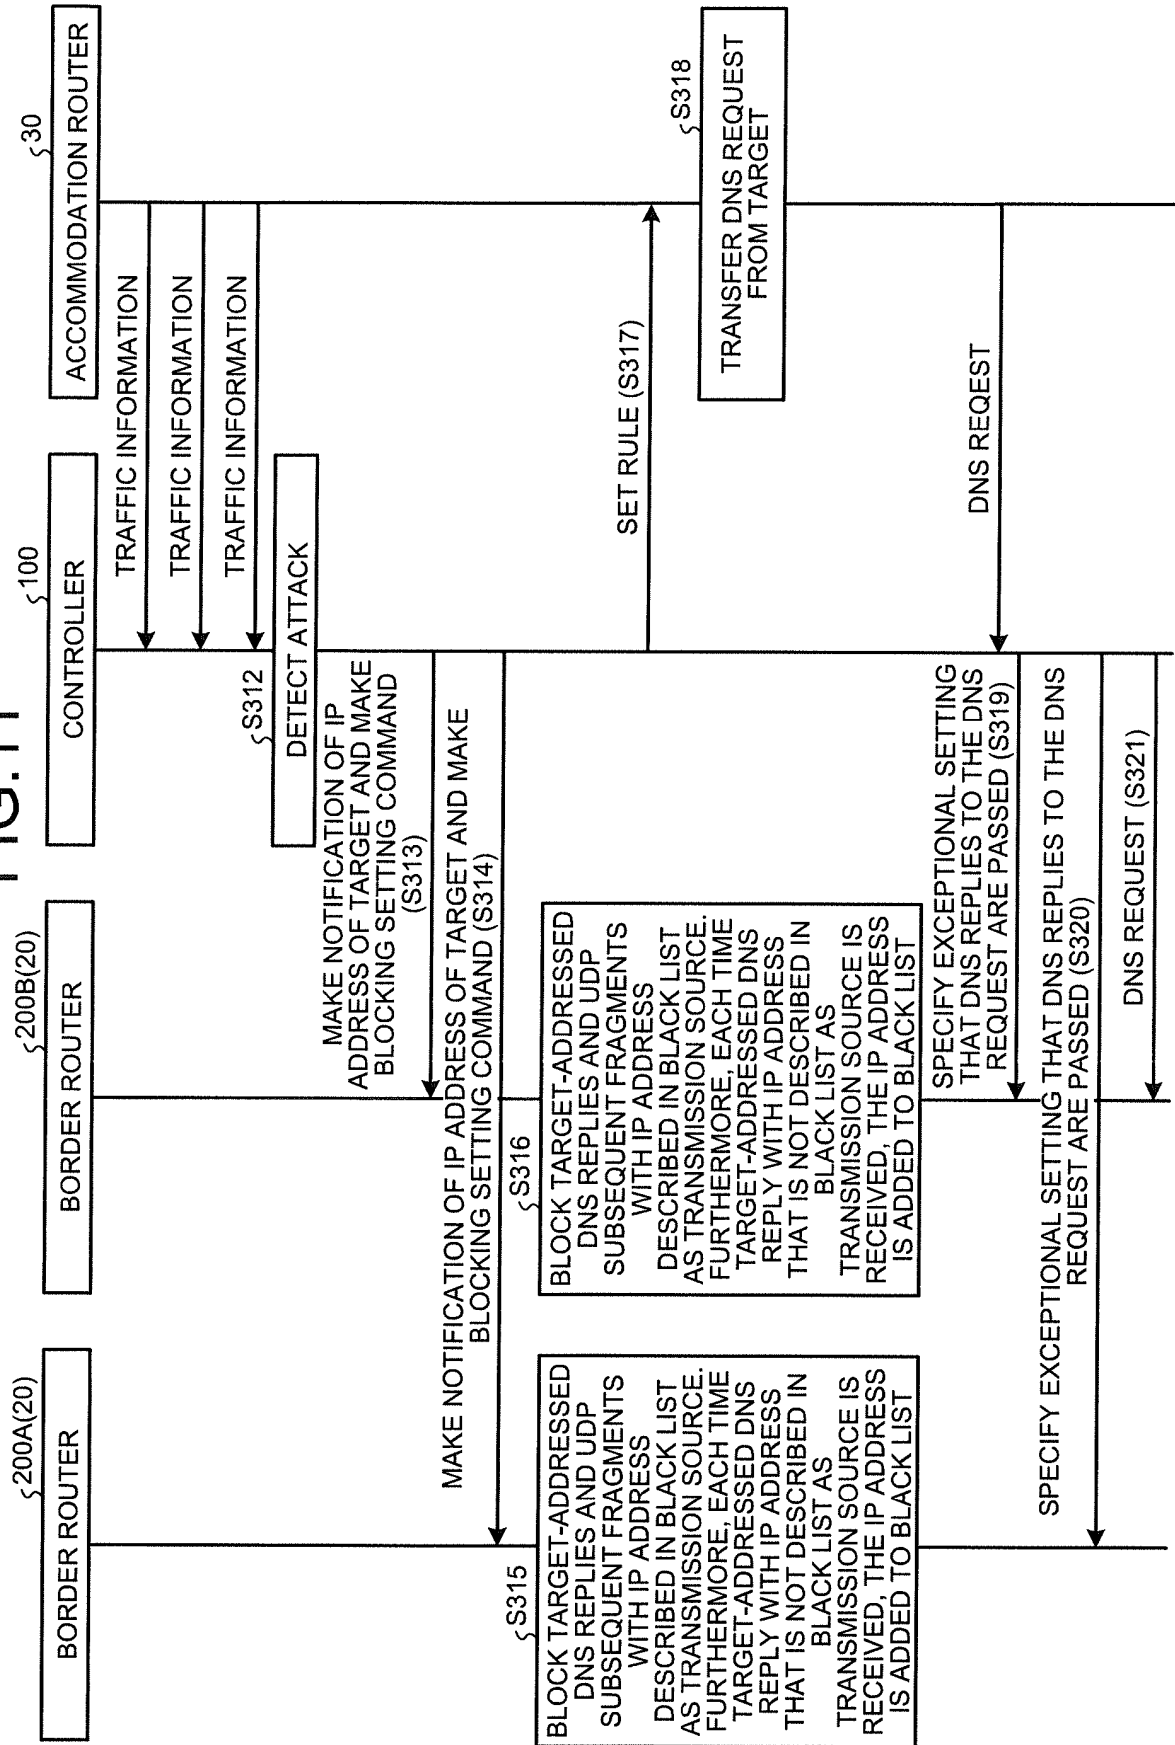 FIG.11
200A(20)
BORDER ROUTER
200B(20)
BORDER ROUTER
100
CONTROLLER
30
ACCOMMODATION ROUTER
TRAFFIC INFORMATION
TRAFFIC INFORMATION
TRAFFIC INFORMATION
S312
DETECT ATTACK
MAKE NOTIFICATION OF IP
ADDRESS OF TARGET AND MAKE
BLOCKING SETTING COMMAND
(S313)
MAKE NOTIFICATION OF IP ADDRESS OF TARGET AND MAKE
BLOCKING SETTING COMMAND (S314)
S315
BLOCK TARGET-ADDRESSED
DNS REPLIES AND UDP
SUBSEQUENT FRAGMENTS
WITH IP ADDRESS
DESCRIBED IN BLACK LIST
AS TRANSMISSION SOURCE.
FURTHERMORE, EACH TIME
TARGET-ADDRESSED DNS
REPLY WITH IP ADDRESS
THAT IS NOT DESCRIBED IN
BLACK LIST AS
TRANSMISSION SOURCE IS
RECEIVED, THE IP ADDRESS
IS ADDED TO BLACK LIST
S316
BLOCK TARGET-ADDRESSED
DNS REPLIES AND UDP
SUBSEQUENT FRAGMENTS
WITH IP ADDRESS
DESCRIBED IN BLACK LIST
AS TRANSMISSION SOURCE.
FURTHERMORE, EACH TIME
TARGET-ADDRESSED DNS
REPLY WITH IP ADDRESS
THAT IS NOT DESCRIBED IN
BLACK LIST AS
TRANSMISSION SOURCE IS
RECEIVED, THE IP ADDRESS
IS ADDED TO BLACK LIST
SET RULE (S317)
S318
TRANSFER DNS REQUEST
FROM TARGET
DNS REQEST
SPECIFY EXCEPTIONAL SETTING
THAT DNS REPLIES TO THE DNS
REQUEST ARE PASSED (S319)
SPECIFY EXCEPTIONAL SETTING THAT DNS REPLIES TO THE DNS
REQUEST ARE PASSED (S320)
DNS REQUEST (S321)